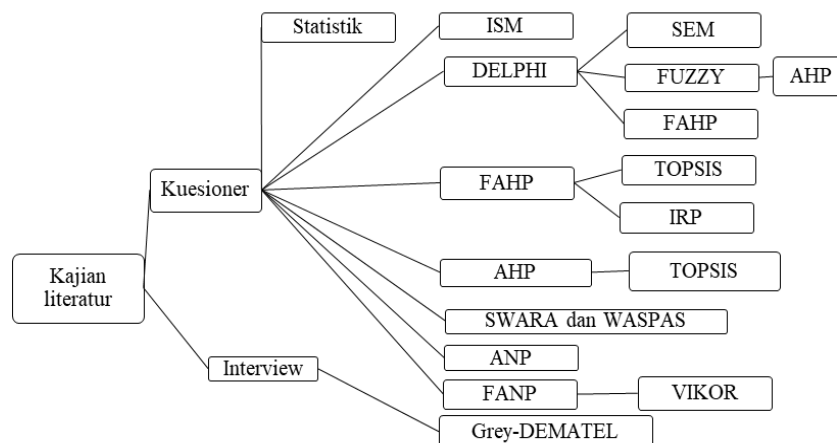 Statistik
ISM
SEM
DELPHI
FUZZY
AHP
FAHP
Kuesioner
FAHP
TOPSIS
IRP
Kajian
literatur
AHP
TOPSIS
SWARA dan WASPAS
ANP
Interview
FANP
VIKOR
Grey-DEMATEL